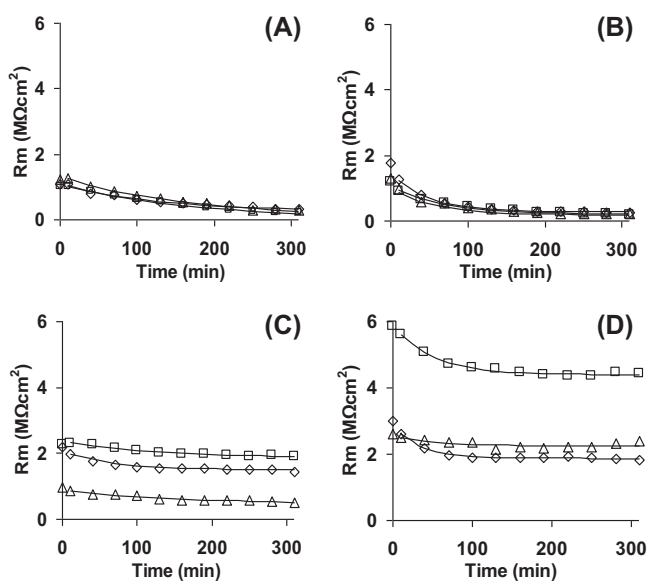 (A)
6
4
2
0
Rm (MΩcm²)
0 100 200 300
Time (min)
(B)
6
4
2
0
Rm (MΩcm²)
0 100 200 300
Time (min)
(C)
6
4
2
0
Rm (MΩcm²)
0 100 200 300
Time (min)
(D)
6
4
2
0
Rm (MΩcm²)
0 100 200 300
Time (min)